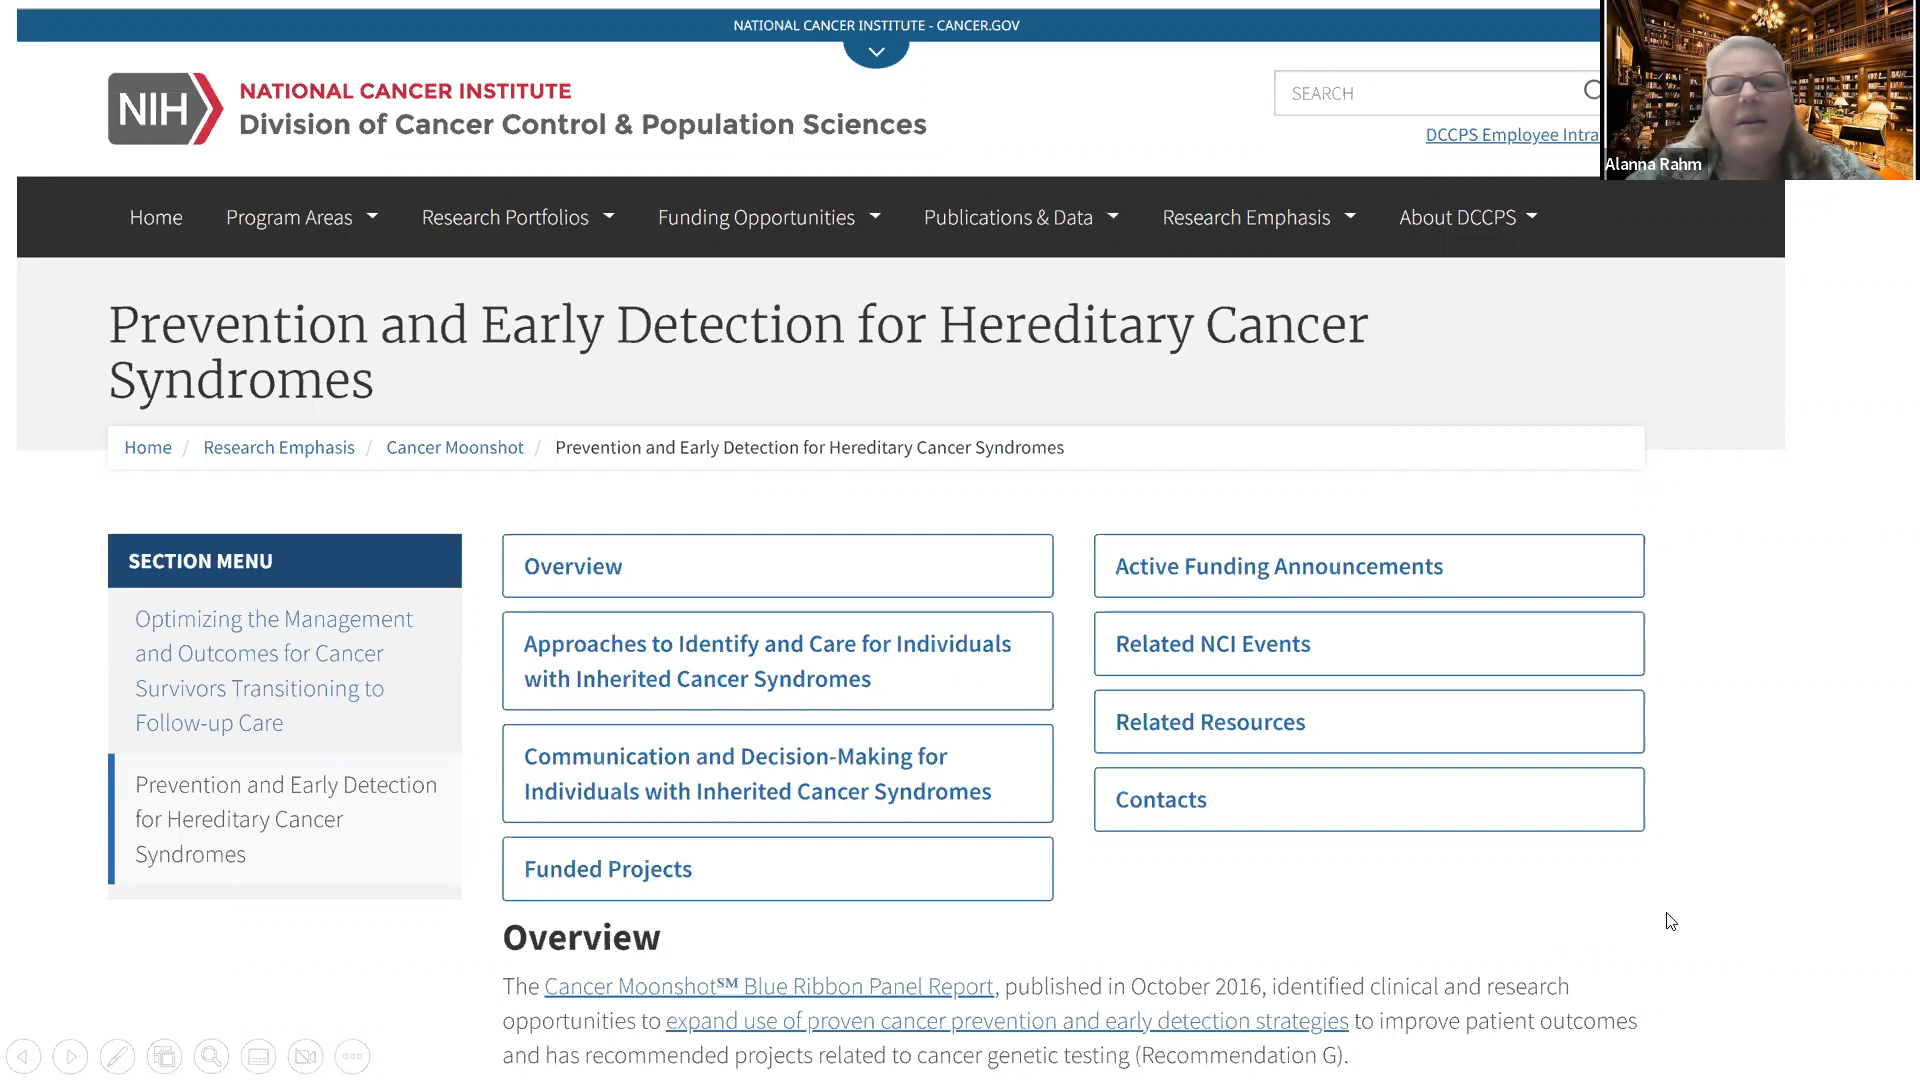 NATIONAL CANCER INSTITUTE - CANCER.GOV
NIH
NATIONAL CANCER INSTITUTE
Division of Cancer Control & Population Sciences
SEARCH
DCCPS Employee Intra
Alanna Rahm
Home
Program Areas
Research Portfolios
Funding Opportunities
Publications & Data
Research Emphasis
About DCCPS
Prevention and Early Detection for Hereditary Cancer
Syndromes
Home / Research Emphasis / Cancer Moonshot / Prevention and Early Detection for Hereditary Cancer Syndromes
SECTION MENU
Optimizing the Management
and Outcomes for Cancer
Survivors Transitioning to
Follow-up Care
Prevention and Early Detection
for Hereditary Cancer
Syndromes
Overview
Approaches to Identify and Care for Individuals
with Inherited Cancer Syndromes
Communication and Decision-Making for
Individuals with Inherited Cancer Syndromes
Funded Projects
Active Funding Announcements
Related NCI Events
Related Resources
Contacts
Overview
The Cancer Moonshot℠ Blue Ribbon Panel Report, published in October 2016, identified clinical and research
opportunities to expand use of proven cancer prevention and early detection strategies to improve patient outcomes
and has recommended projects related to cancer genetic testing (Recommendation G).